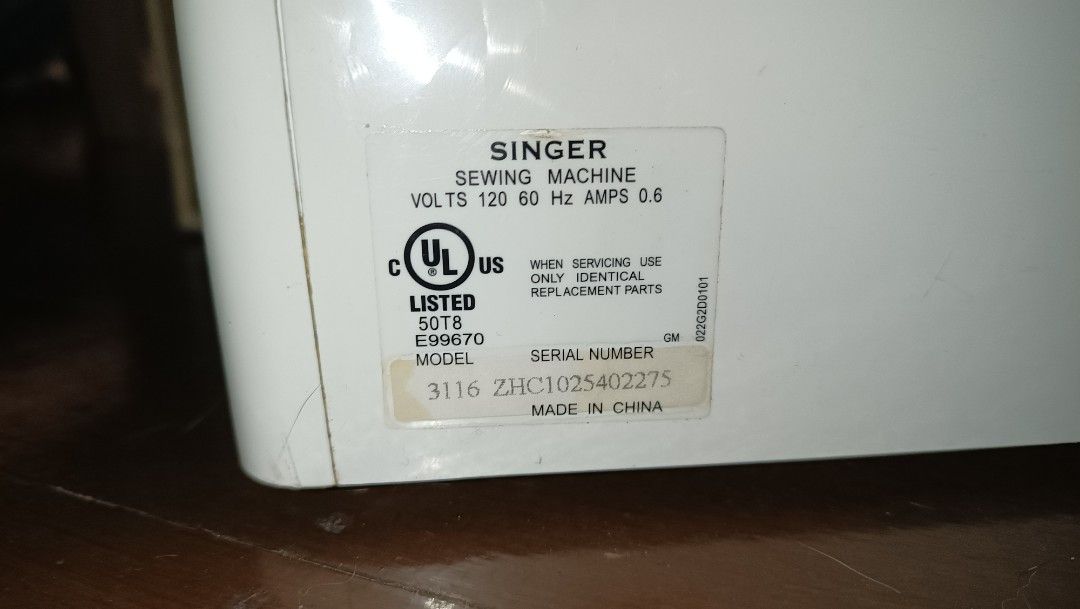 SINGER
SEWING MACHINE
VOLTS 120 60 Hz AMPS 0.6
C UL ® US
LISTED
50T8
E99670
WHEN SERVICING USE
ONLY IDENTICAL
REPLACEMENT PARTS
022G2D0101
GM
MODEL SERIAL NUMBER
3116 ZHC1025402275
MADE IN CHINA